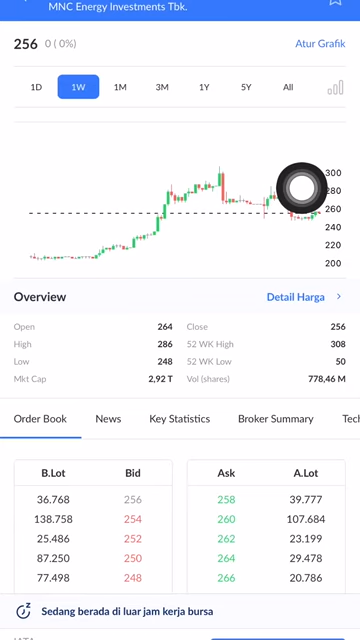 MNC Energy Investments Tbk.
256 0 ( 0%) Atur Grafik
1D 1W 1M 3M 1Y 5Y All
300
280
260
240
220
200
Overview Detail Harga
Open 264 Close 256
High 286 52 WK High 308
Low 248 52 WK Low 50
Mkt Cap 2,92 T Vol (shares) 778,46 M
Order Book News Key Statistics Broker Summary Tech
B.Lot Bid Ask A.Lot
36.768 256 258 39.777
138.758 254 260 107.684
25.486 252 262 23.199
87.250 250 264 29.478
77.498 248 266 20.786
Sedang berada di luar jam kerja bursa